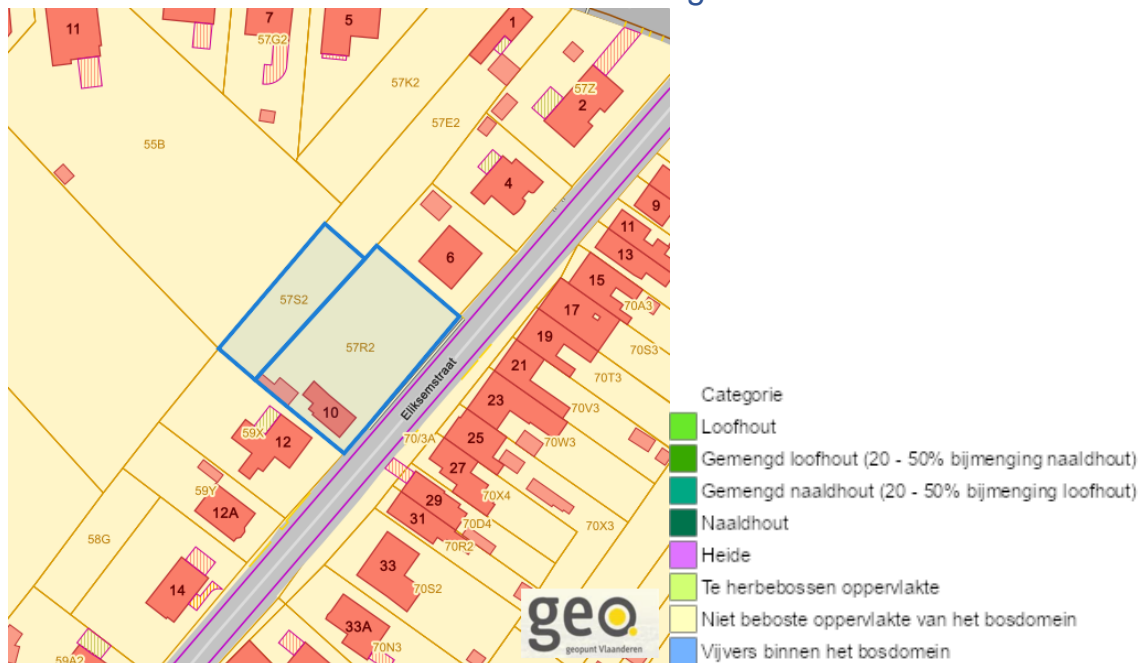 11
7
57G2
5
1
57K2
57Z
2
57E2
55B
4
9
11
6
13
15
57S2
70A3
17
57R2
19
70S3
21
70T3
Eliksemstraat
23
70V3
10
59X
12
70/3A
25
70W3
27
59Y
70X4
29
12A
31
70D4
70X3
58G
70R2
33
14
70S2
33A
70N3
59A2
geo
geopunt Vlaanderen
Categorie
Loofhout
Gemengd loofhout (20 - 50% bijmenging naaldhout)
Gemengd naaldhout (20 - 50% bijmenging loofhout)
Naaldhout
Heide
Te herbebossen oppervlakte
Niet beboste oppervlakte van het bosdomein
Vijvers binnen het bosdomein